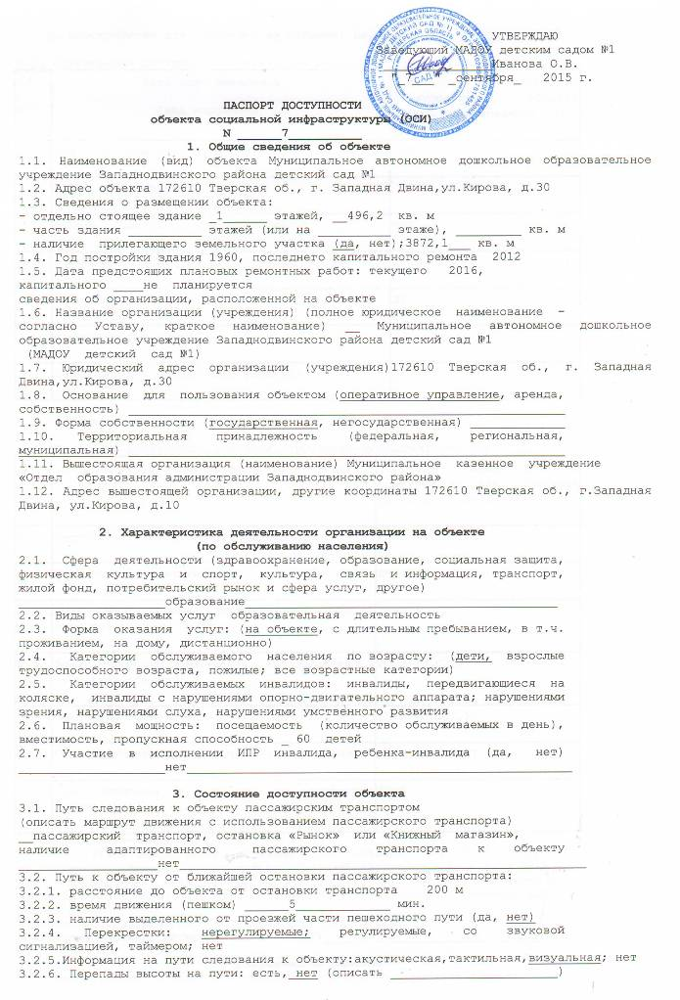 УТВЕРЖДАЮ
Заведующий МАДОУ детским садом №1
Иванова О.В.
"_7___ _сентября_ 2015 г.
ПАСПОРТ ДОСТУПНОСТИ
объекта социальной инфраструктуры (ОСИ)
N ______7__________
1. Общие сведения об объекте
1.1. Наименование (вид) объекта Муниципальное автономное дошкольное образовательное
учреждение Западнодвинского района детский сад №1
1.2. Адрес объекта 172610 Тверская об., г. Западная Двина,ул.Кирова, д.30
1.3. Сведения о размещении объекта:
- отдельно стоящее здание _1______ этажей, __496,2 кв. м
- часть здания ___________ этажей (или на __________ этаже), _________ кв. м
- наличие прилегающего земельного участка (да, нет);3872,1___ кв. м
1.4. Год постройки здания 1960, последнего капитального ремонта 2012
1.5. Дата предстоящих плановых ремонтных работ: текущего 2016,
капитального ____не планируется
сведения об организации, расположенной на объекте
1.6. Название организации (учреждения) (полное юридическое наименование -
согласно Уставу, краткое наименование) __ Муниципальное автономное дошкольное
образовательное учреждение Западнодвинского района детский сад №1
(МАДОУ детский сад №1)
1.7. Юридический адрес организации (учреждения)172610 Тверская об., г. Западная
Двина,ул.Кирова, д.30
1.8. Основание для пользования объектом (оперативное управление, аренда,
собственность) ____________________
1.9. Форма собственности (государственная, негосударственная) _____________
1.10. Территориальная принадлежность (федеральная, региональная,
муниципальная) ____________________
1.11. Вышестоящая организация (наименование) Муниципальное казенное учреждение
«Отдел образования администрации Западнодвинского района»
1.12. Адрес вышестоящей организации, другие координаты 172610 Тверская об., г.Западная
Двина, ул.Кирова, д.10
2. Характеристика деятельности организации на объекте
(по обслуживанию населения)
2.1. Сфера деятельности (здравоохранение, образование, социальная защита,
физическая культура и спорт, культура, связь и информация, транспорт,
жилой фонд, потребительский рынок и сфера услуг, другое)
____________________образование____________________
2.2. Виды оказываемых услуг образовательная деятельность
2.3. Форма оказания услуг: (на объекте, с длительным пребыванием, в т.ч.
проживанием, на дому, дистанционно)
2.4. Категории обслуживаемого населения по возрасту: (дети, взрослые
трудоспособного возраста, пожилые; все возрастные категории)
2.5. Категории обслуживаемых инвалидов: инвалиды, передвигающиеся на
коляске, инвалиды с нарушениями опорно-двигательного аппарата; нарушениями
зрения, нарушениями слуха, нарушениями умственного развития
2.6. Плановая мощность: посещаемость (количество обслуживаемых в день),
вместимость, пропускная способность _ 60 детей
2.7. Участие в исполнении ИПР инвалида, ребенка-инвалида (да, нет)
____________________нет____________________
3. Состояние доступности объекта
3.1. Путь следования к объекту пассажирским транспортом
(описать маршрут движения с использованием пассажирского транспорта)
__пассажирский транспорт, остановка «Рынок» или «Книжный магазин»,
наличие адаптированного пассажирского транспорта к объекту
___________________нет____________________
3.2. Путь к объекту от ближайшей остановки пассажирского транспорта:
3.2.1. расстояние до объекта от остановки транспорта 200 м
3.2.2. время движения (пешком) ______5_____________ мин.
3.2.3. наличие выделенного от проезжей части пешеходного пути (да, нет)
3.2.4. Перекрестки: нерегулируемые; регулируемые, со звуковой
сигнализацией, таймером; нет
3.2.5.Информация на пути следования к объекту:акустическая,тактильная,визуальная; нет
3.2.6. Перепады высоты на пути: есть, нет (описать _______________________)